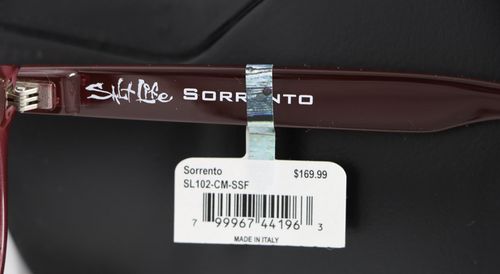 Salt Life SORRENTO
Sorrento $169.99
SL102-CM-SSF
7 99967 44196 3
MADE IN ITALY